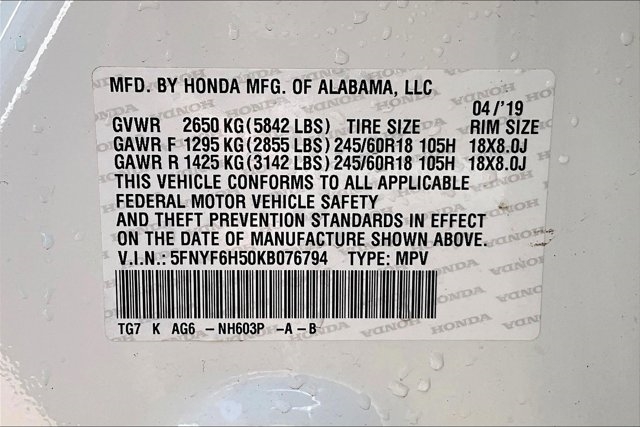 MFD. BY HONDA MFG. OF ALABAMA, LLC
04/'19
GVWR 2650 KG (5842 LBS) TIRE SIZE RIM SIZE
GAWR F 1295 KG (2855 LBS) 245/60R18 105H 18X8.0J
GAWR R 1425 KG (3142 LBS) 245/60R18 105H 18X8.0J
THIS VEHICLE CONFORMS TO ALL APPLICABLE
FEDERAL MOTOR VEHICLE SAFETY
AND THEFT PREVENTION STANDARDS IN EFFECT
ON THE DATE OF MANUFACTURE SHOWN ABOVE.
V.I.N.: 5FNYF6H50KB076794 TYPE: MPV
TG7 K AG6 -NH603P -A-B